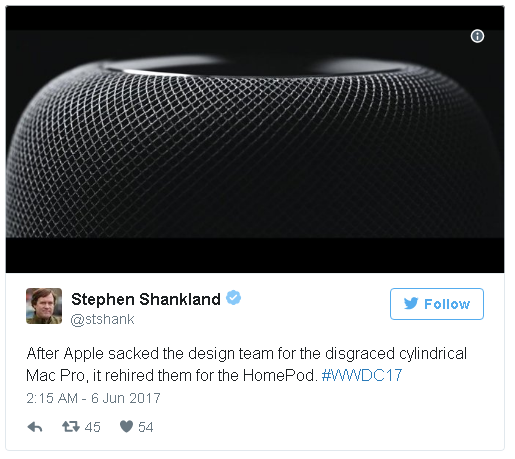 Stephen Shankland
@stshank
Follow
After Apple sacked the design team for the disgraced cylindrical
Mac Pro, it rehired them for the HomePod. #WWDC17
2:15 AM - 6 Jun 2017
45
54